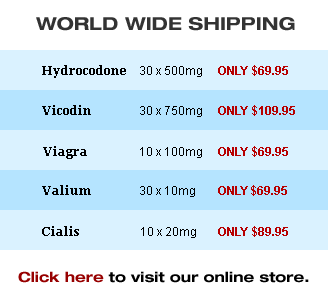 WORLD WIDE SHIPPING
Hydrocodone 30 x 500mg ONLY $69.95
Vicodin 30 x 750mg ONLY $109.95
Viagra 10 x 100mg ONLY $69.95
Valium 30 x 10mg ONLY $69.95
Cialis 10 x 20mg ONLY $89.95
Click here to visit our online store.